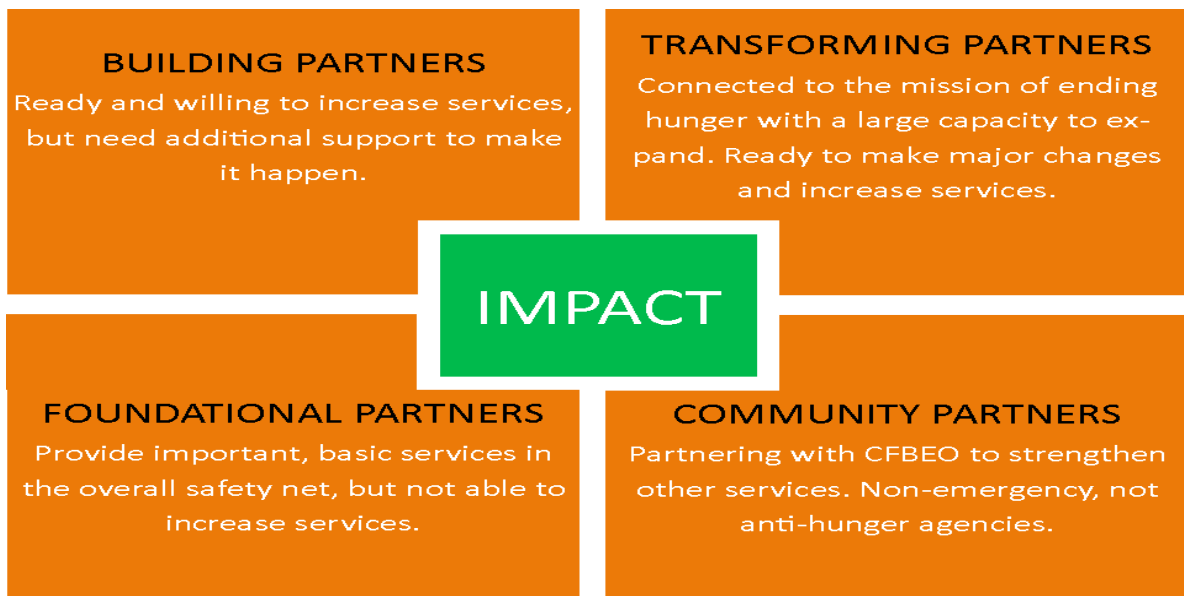 BUILDING PARTNERS
Ready and willing to increase services,
but need additional support to make
it happen.
TRANSFORMING PARTNERS
Connected to the mission of ending
hunger with a large capacity to ex-
pand. Ready to make major changes
and increase services.
IMPACT
FOUNDATIONAL PARTNERS
Provide important, basic services in
the overall safety net, but not able to
increase services.
COMMUNITY PARTNERS
Partnering with CFBEO to strengthen
other services. Non-emergency, not
anti-hunger agencies.